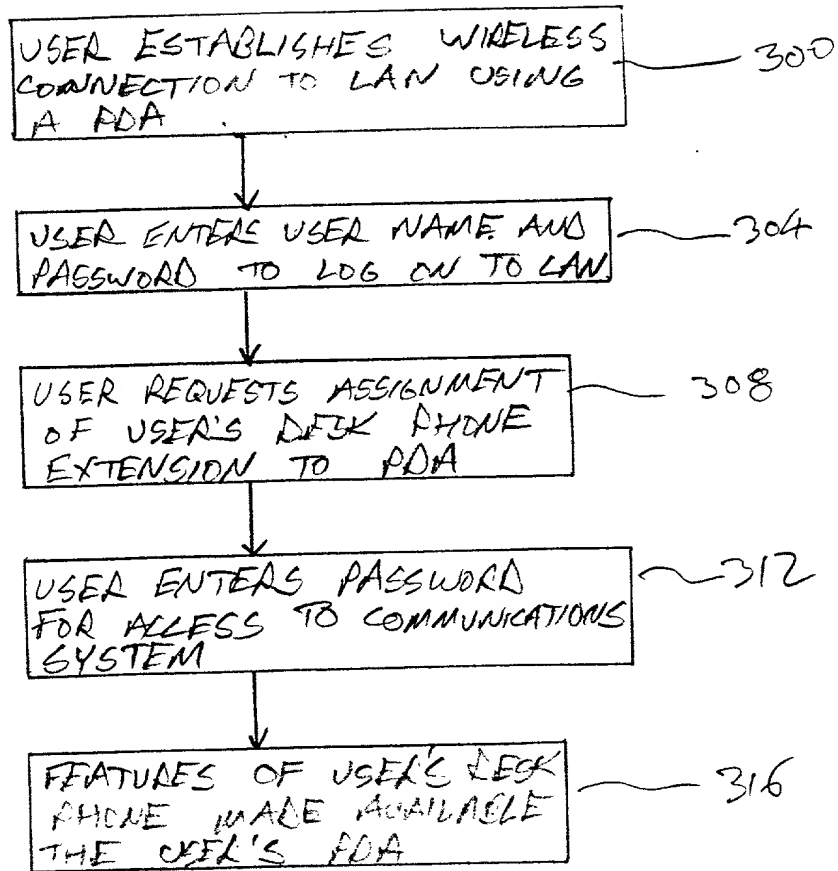 USER ESTABLISHES WIRELESS
CONNECTION TO LAN USING
A PDA
300
USER ENTERS USER NAME AND
PASSWORD TO LOG ON TO LAN
304
USER REQUESTS ASSIGNMENT
OF USER'S DESK PHONE
EXTENSION TO PDA
308
USER ENTERS PASSWORD
FOR ACCESS TO COMMUNICATIONS
SYSTEM
312
FEATURES OF USER'S DESK
PHONE MADE AVAILABLE
THE USER'S PDA
316